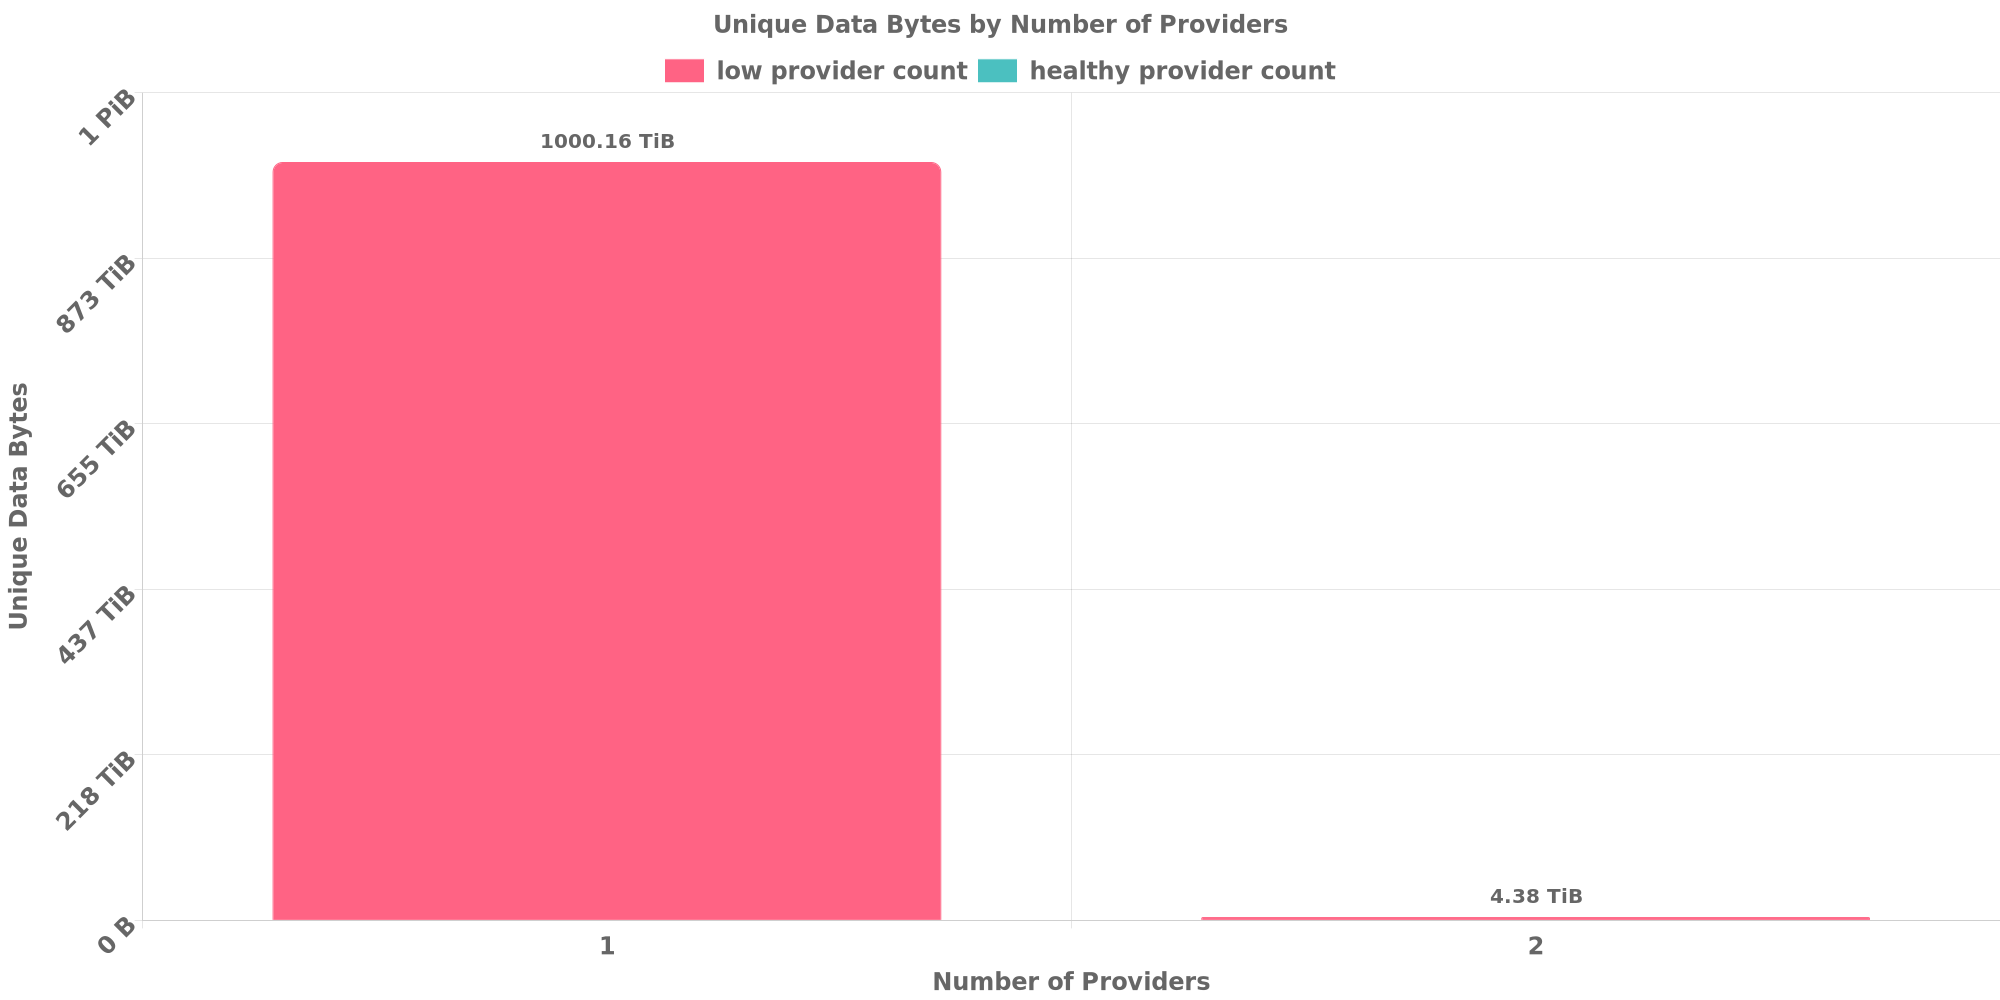 Unique Data Bytes by Number of Providers
low provider count healthy provider count
1 PiB
873 TiB
655 TiB
437 TiB
218 TiB
0 B
Unique Data Bytes
1000.16 TiB
4.38 TiB
1
2
Number of Providers